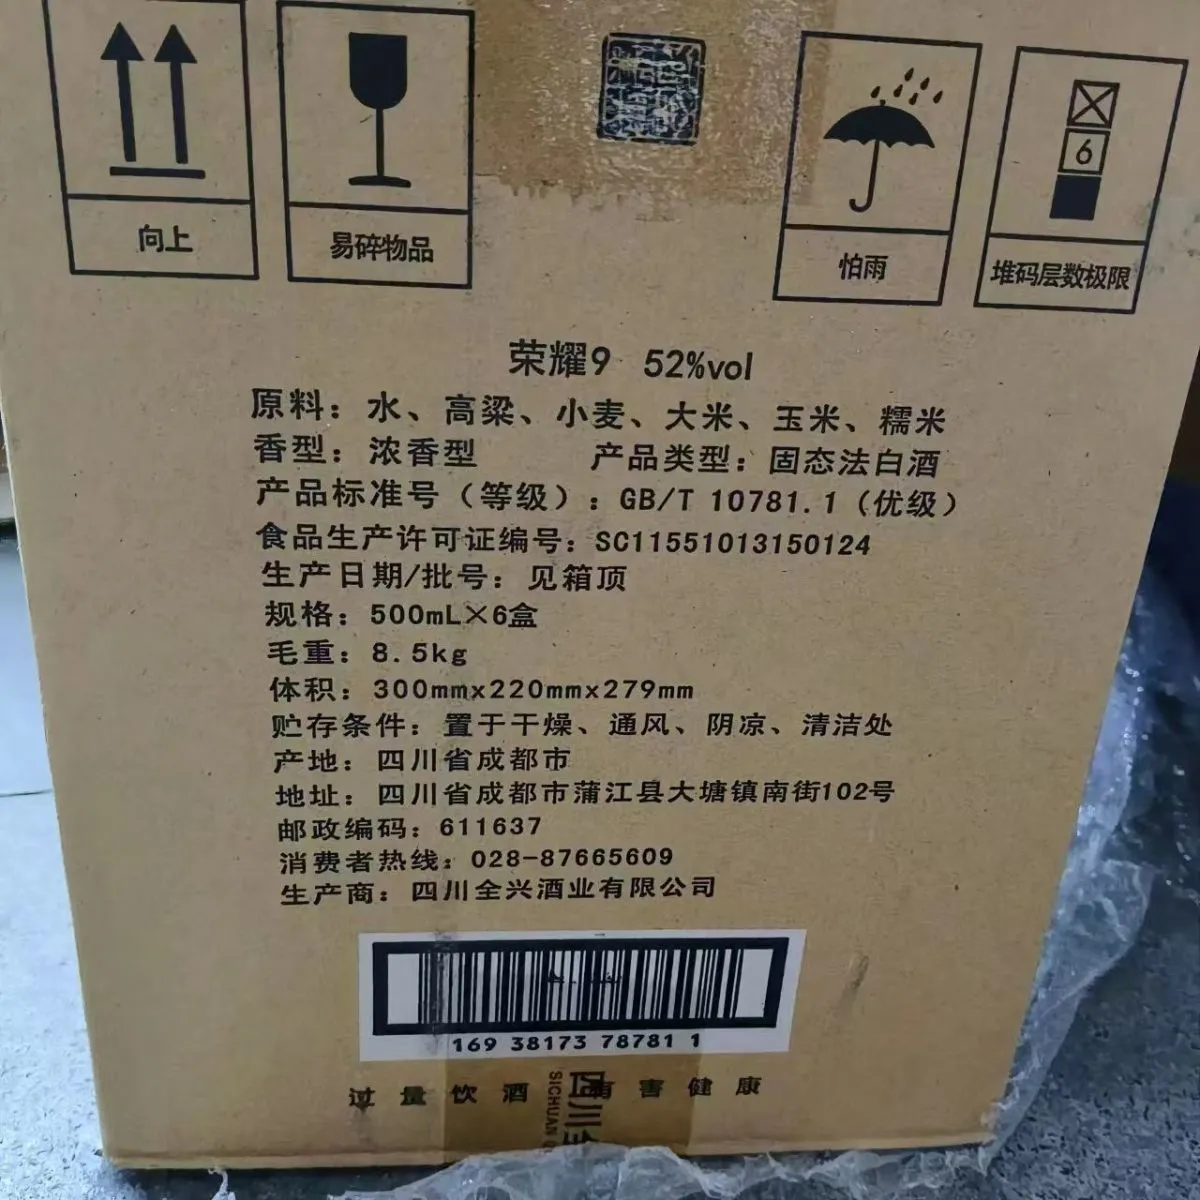 向上
易碎物品
怕雨
6
堆码层数极限
荣耀9 52%vol
原料：水、高粱、小麦、大米、玉米、糯米
香型：浓香型 产品类型：固态法白酒
产品标准号（等级）：GB/T 10781.1（优级）
食品生产许可证编号：SC11551013150124
生产日期/批号：见箱顶
规格：500mL×6盒
毛重：8.5kg
体积：300mmx220mmx279mm
贮存条件：置于干燥、通风、阴凉、清洁处
产地：四川省成都市
地址：四川省成都市蒲江县大塘镇南街102号
邮政编码：611637
消费者热线：028-87665609
生产商：四川全兴酒业有限公司
169 38173 78781 1
过量饮酒 有害健康
四川全
SICHUAN